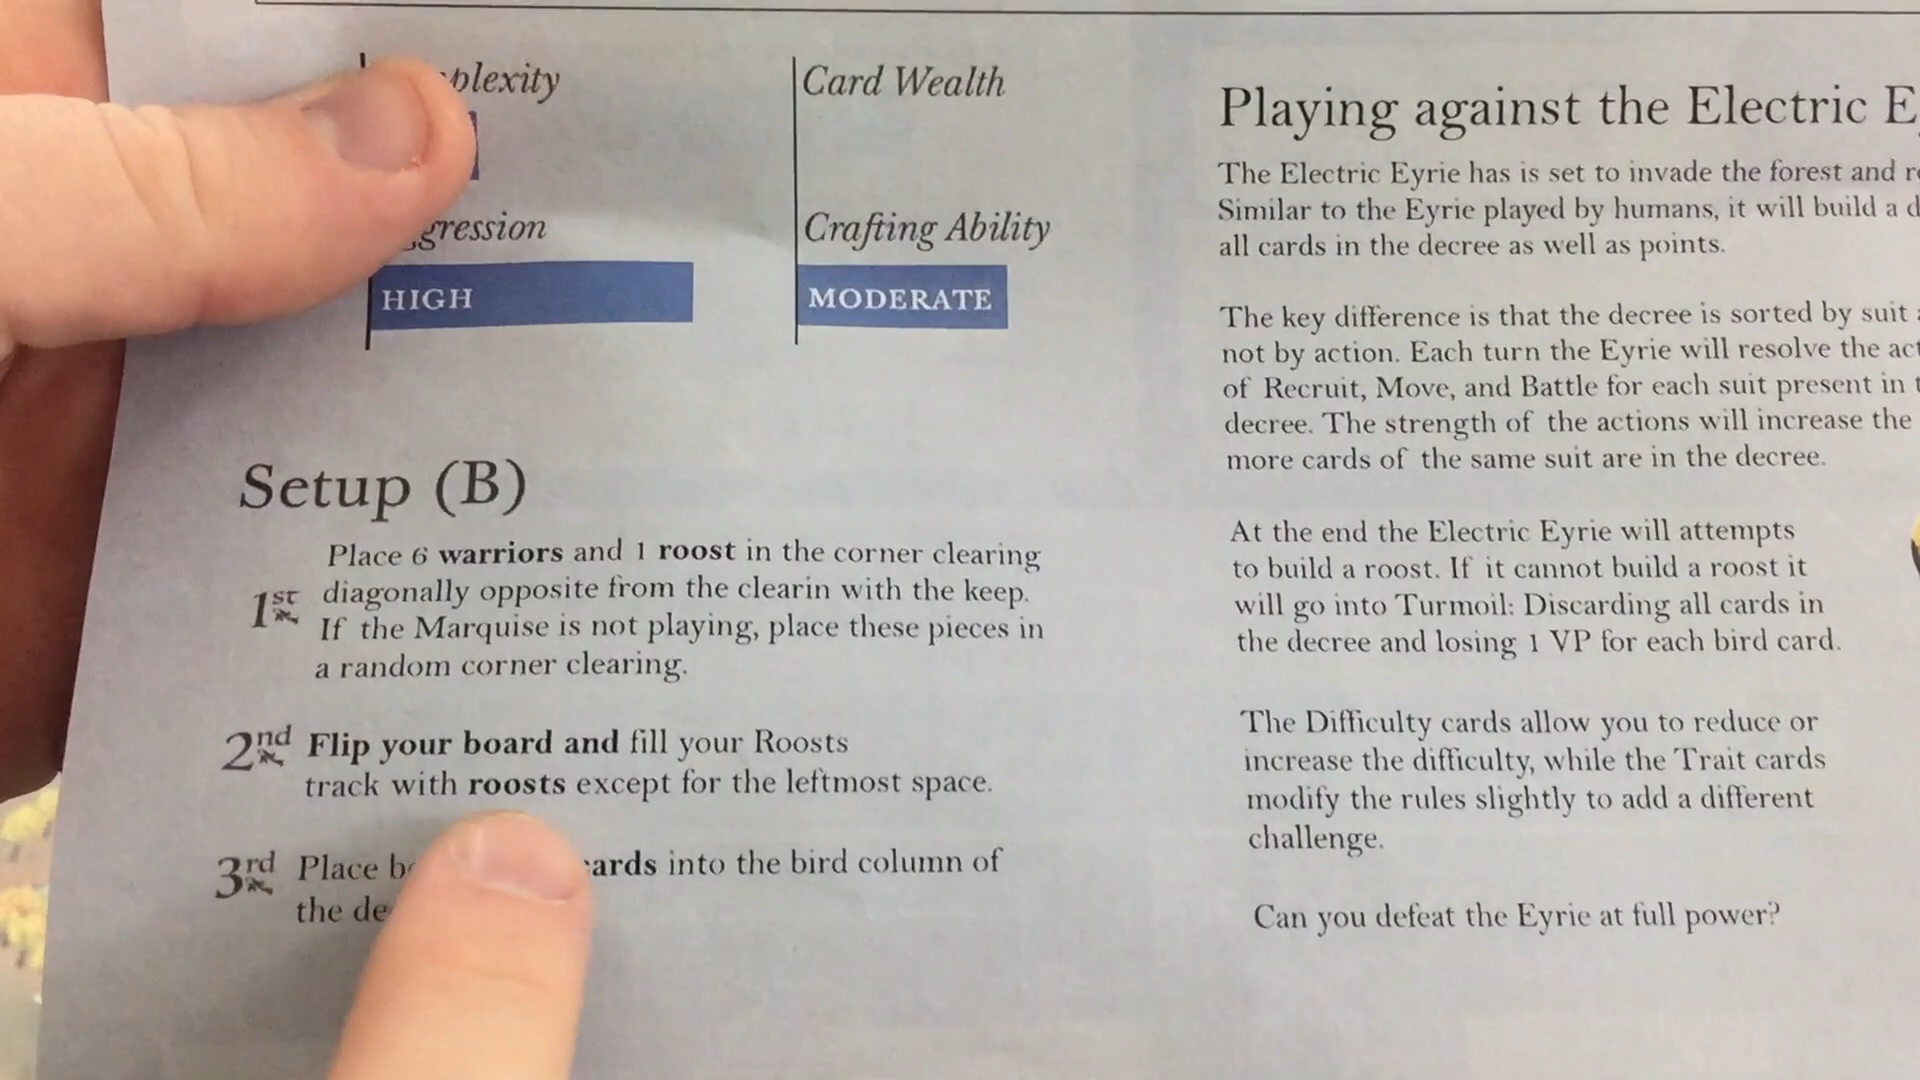 Card Wealth
Crafting Ability
HIGH
MODERATE
Setup (B)
Place 6 warriors and 1 roost in the corner clearing
1st diagonally opposite from the clearin with the keep.
If the Marquise is not playing, place these pieces in
a random corner clearing.
2nd Flip your board and fill your Roosts
track with roosts except for the leftmost space.
3rd Place into the bird column of
the
Playing against the Electric
The Electric Eyrie has is set to invade the forest and
Similar to the Eyrie played by humans, it will build a
all cards in the decree as well as points.
The key difference is that the decree is sorted by suit
not by action. Each turn the Eyrie will resolve the
of Recruit, Move, and Battle for each suit present in
decree. The strength of the actions will increase the
more cards of the same suit are in the decree.
At the end the Electric Eyrie will attempts
to build a roost. If it cannot build a roost it
will go into Turmoil: Discarding all cards in
the decree and losing 1 VP for each bird card.
The Difficulty cards allow you to reduce or
increase the difficulty, while the Trait cards
modify the rules slightly to add a different
challenge.
Can you defeat the Eyrie at full power?